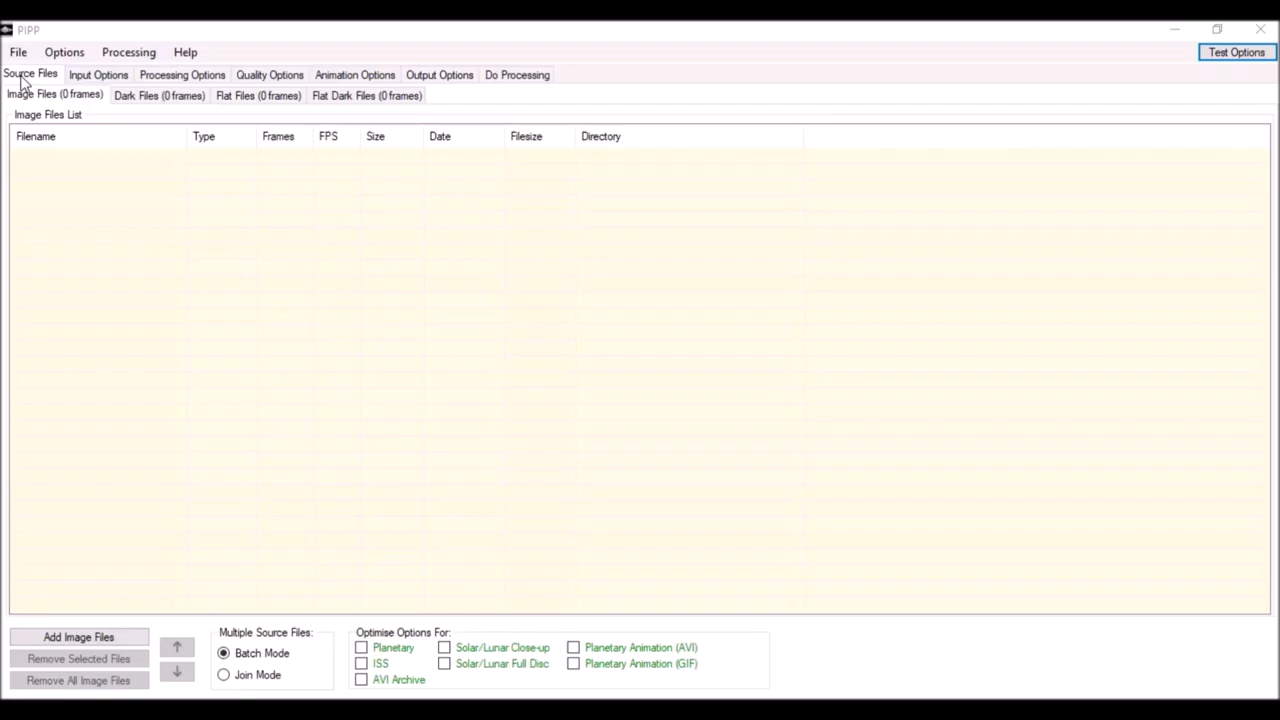 PIPP
File Options Processing Help
Test Options
Source Files Input Options Processing Options Quality Options Animation Options Output Options Do Processing
Image Files (0 frames) Dark Files (0 frames) Flat Files (0 frames) Flat Dark Files (0 frames)
Image Files List
Filename Type Frames FPS Size Date Filesize Directory
Add Image Files
Remove Selected Files
Remove All Image Files
Multiple Source Files:
Batch Mode
Join Mode
Optimise Options For:
Planetary Solar/Lunar Close-up Planetary Animation (AVI)
ISS Solar/Lunar Full Disc Planetary Animation (GIF)
AVI Archive